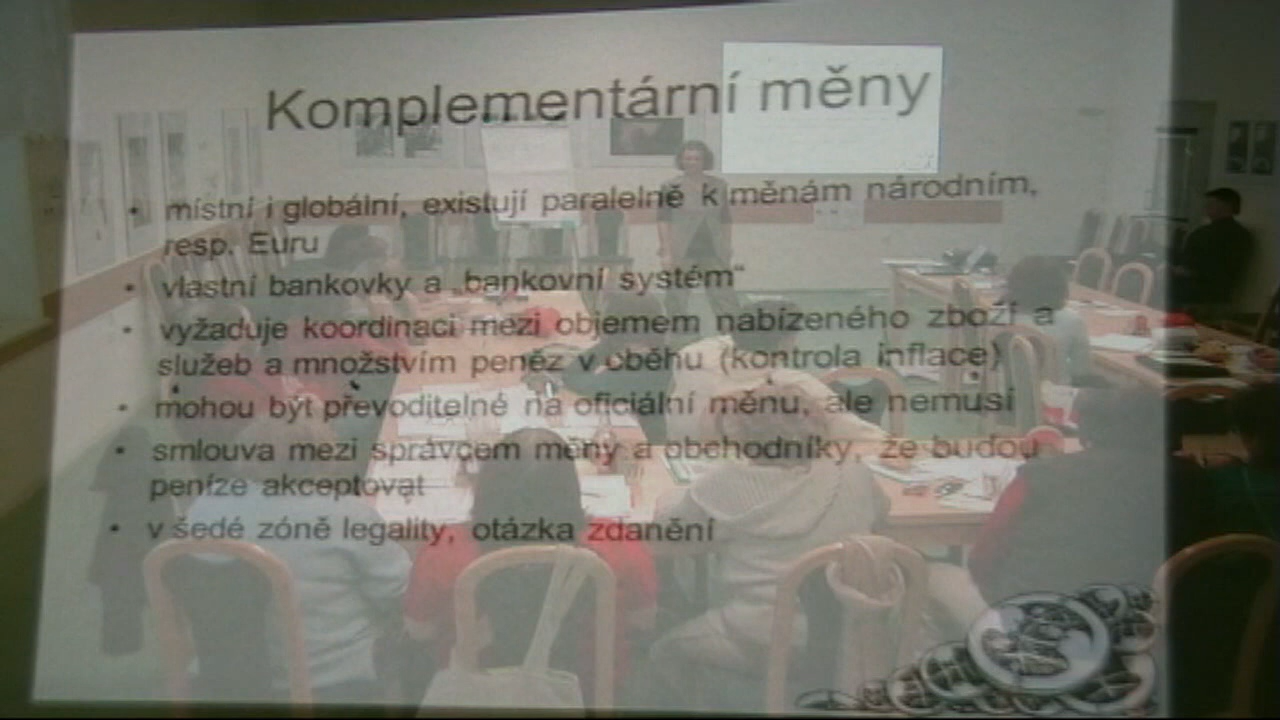 Komplementární měny
• místní i globální, existují paralelně k měnám národním,
resp. Euru
• vlastní bankovky a „bankovní systém“
• vyžaduje koordinaci mezi objemem nabízeného zboží a
služeb a množstvím peněz v oběhu (kontrola inflace)
• mohou být převoditelné na oficiální měnu, ale nemusí
• smlouva mezi správcem měny a obchodníky, že budou
peníze akceptovat
• v šedé zóně legality, otázka zdanění